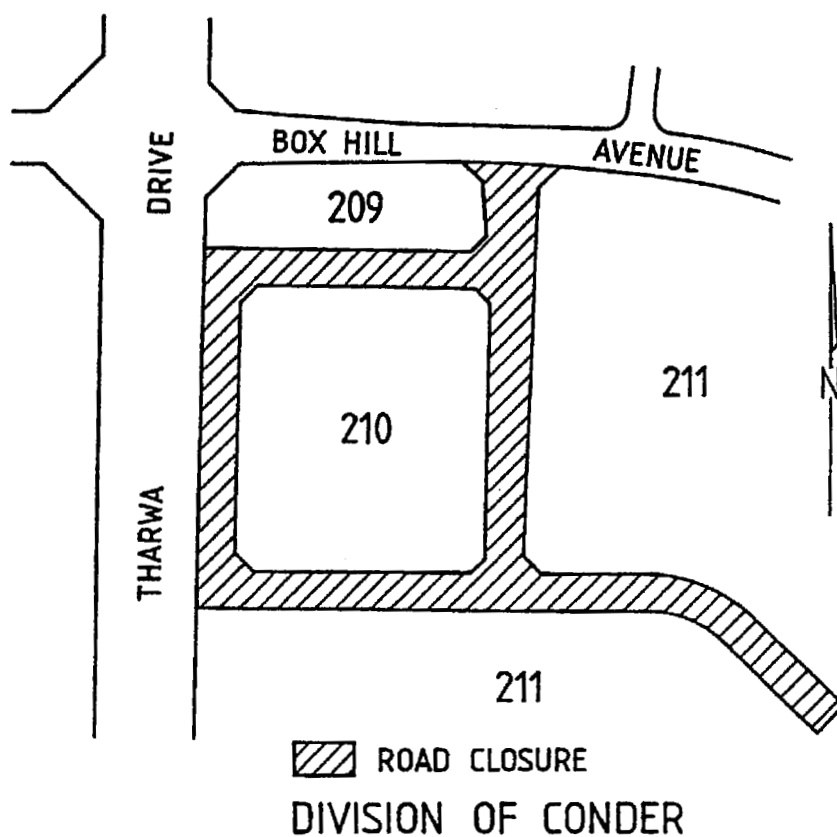 BOX HILL AVENUE
THARWA DRIVE
209
210
211
N
211
ROAD CLOSURE
DIVISION OF CONDER